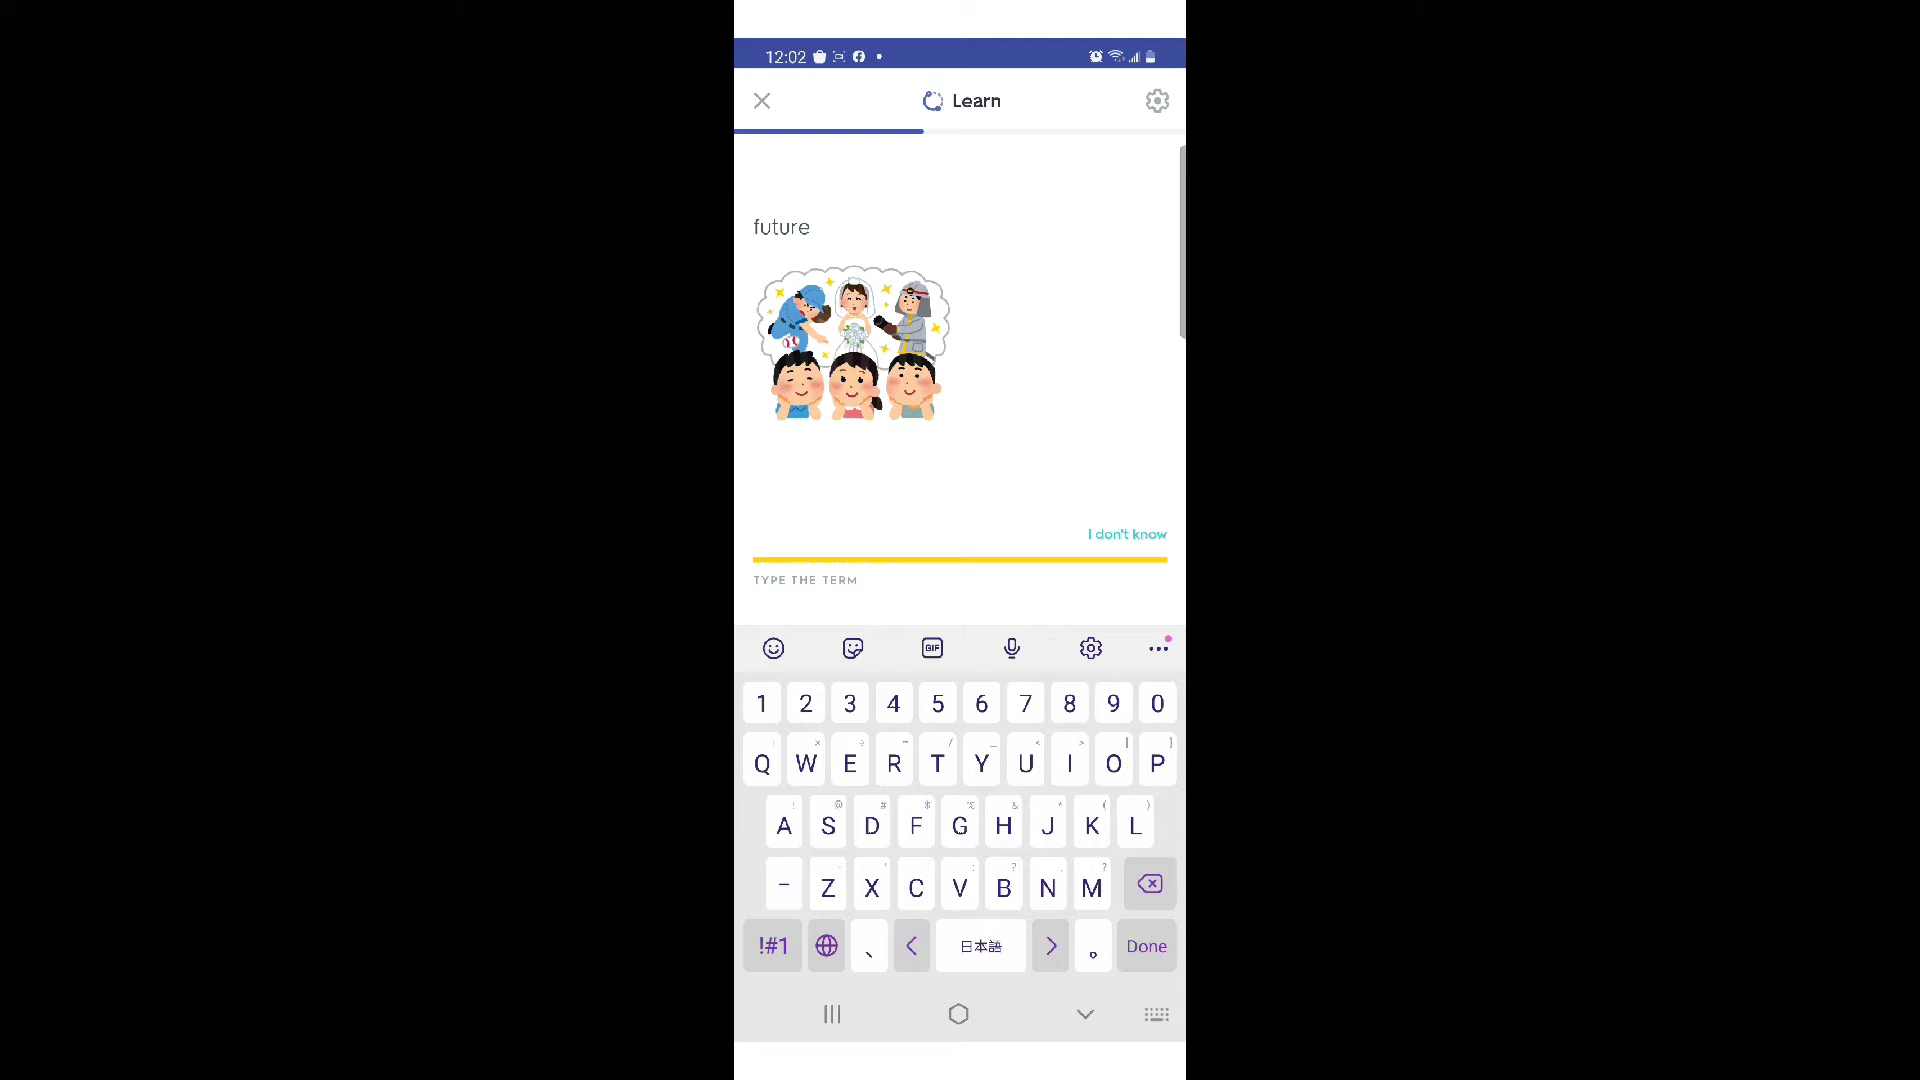 12:02
Learn
future
I don't know
TYPE THE TERM
GIF
1 2 3 4 5 6 7 8 9 0
Q W E R T Y U I O P
A S D F G H J K L
- Z X C V B N M
!#1 、 日本語 。 Done